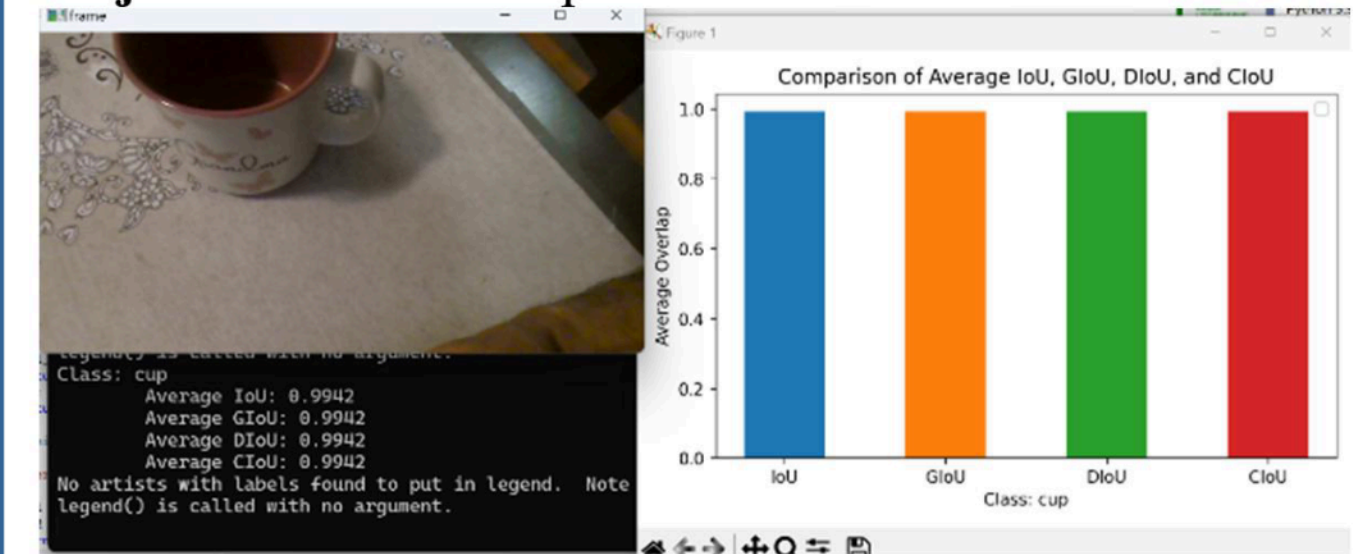 frame
Class: cup
Average IoU: 0.9942
Average GIoU: 0.9942
Average DIoU: 0.9942
Average CIoU: 0.9942
No artists with labels found to put in legend. Note
legend() is called with no argument.
Figure 1
Comparison of Average IoU, GIoU, DIoU, and CIoU
Average Overlap
1.0
0.8
0.6
0.4
0.2
0.0
IoU
GIoU
DIoU
CIoU
Class: cup